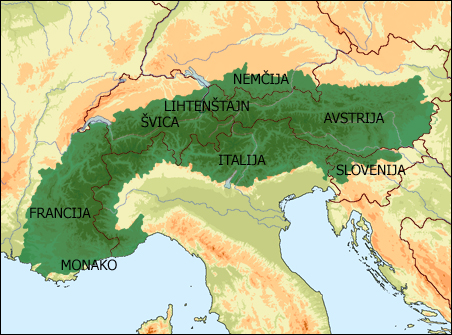 NEMČIJA
LIHTENŠTAJN
ŠVICA
AVSTRIJA
ITALIJA
SLOVENIJA
FRANCIJA
MONAKO